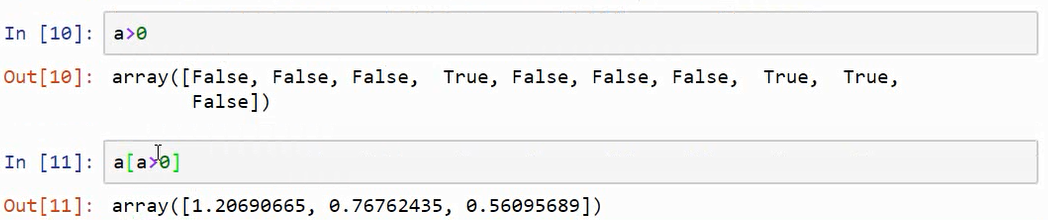 In [10]: a>0
Out[10]: array([False, False, False,  True, False, False, False,  True,  True,
       False])
In [11]: a[a>0]
Out[11]: array([1.20690665, 0.76762435, 0.56095689])